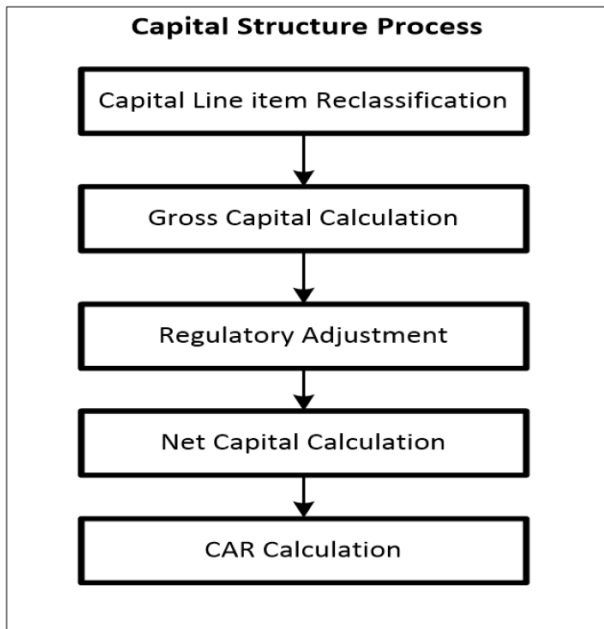 Capital Structure Process
Capital Line item Reclassification
Gross Capital Calculation
Regulatory Adjustment
Net Capital Calculation
CAR Calculation